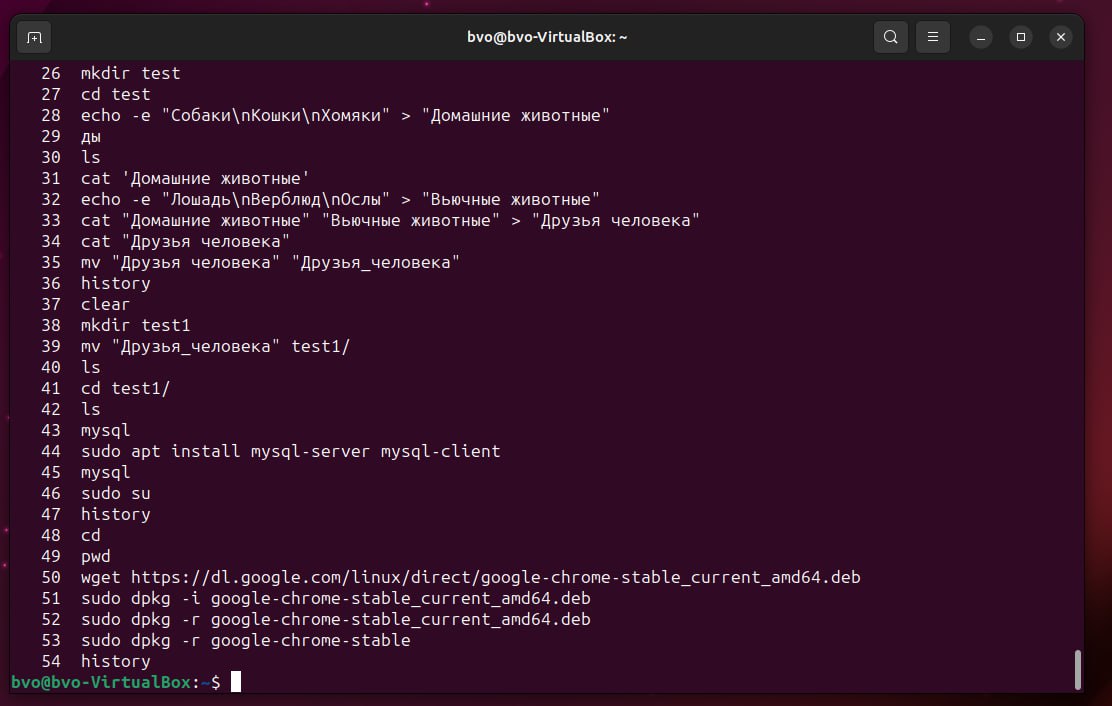 bvo@bvo-VirtualBox: ~
26 mkdir test
27 cd test
28 echo -e "Собаки\nКошки\nХомяки" > "Домашние животные"
29 ды
30 ls
31 cat 'Домашние животные'
32 echo -e "Лошадь\nВерблюд\nОслы" > "Вьючные животные"
33 cat "Домашние животные" "Вьючные животные" > "Друзья человека"
34 cat "Друзья человека"
35 mv "Друзья человека" "Друзья_человека"
36 history
37 clear
38 mkdir test1
39 mv "Друзья_человека" test1/
40 ls
41 cd test1/
42 ls
43 mysql
44 sudo apt install mysql-server mysql-client
45 mysql
46 sudo su
47 history
48 cd
49 pwd
50 wget https://dl.google.com/linux/direct/google-chrome-stable_current_amd64.deb
51 sudo dpkg -i google-chrome-stable_current_amd64.deb
52 sudo dpkg -r google-chrome-stable_current_amd64.deb
53 sudo dpkg -r google-chrome-stable
54 history
bvo@bvo-VirtualBox:~$